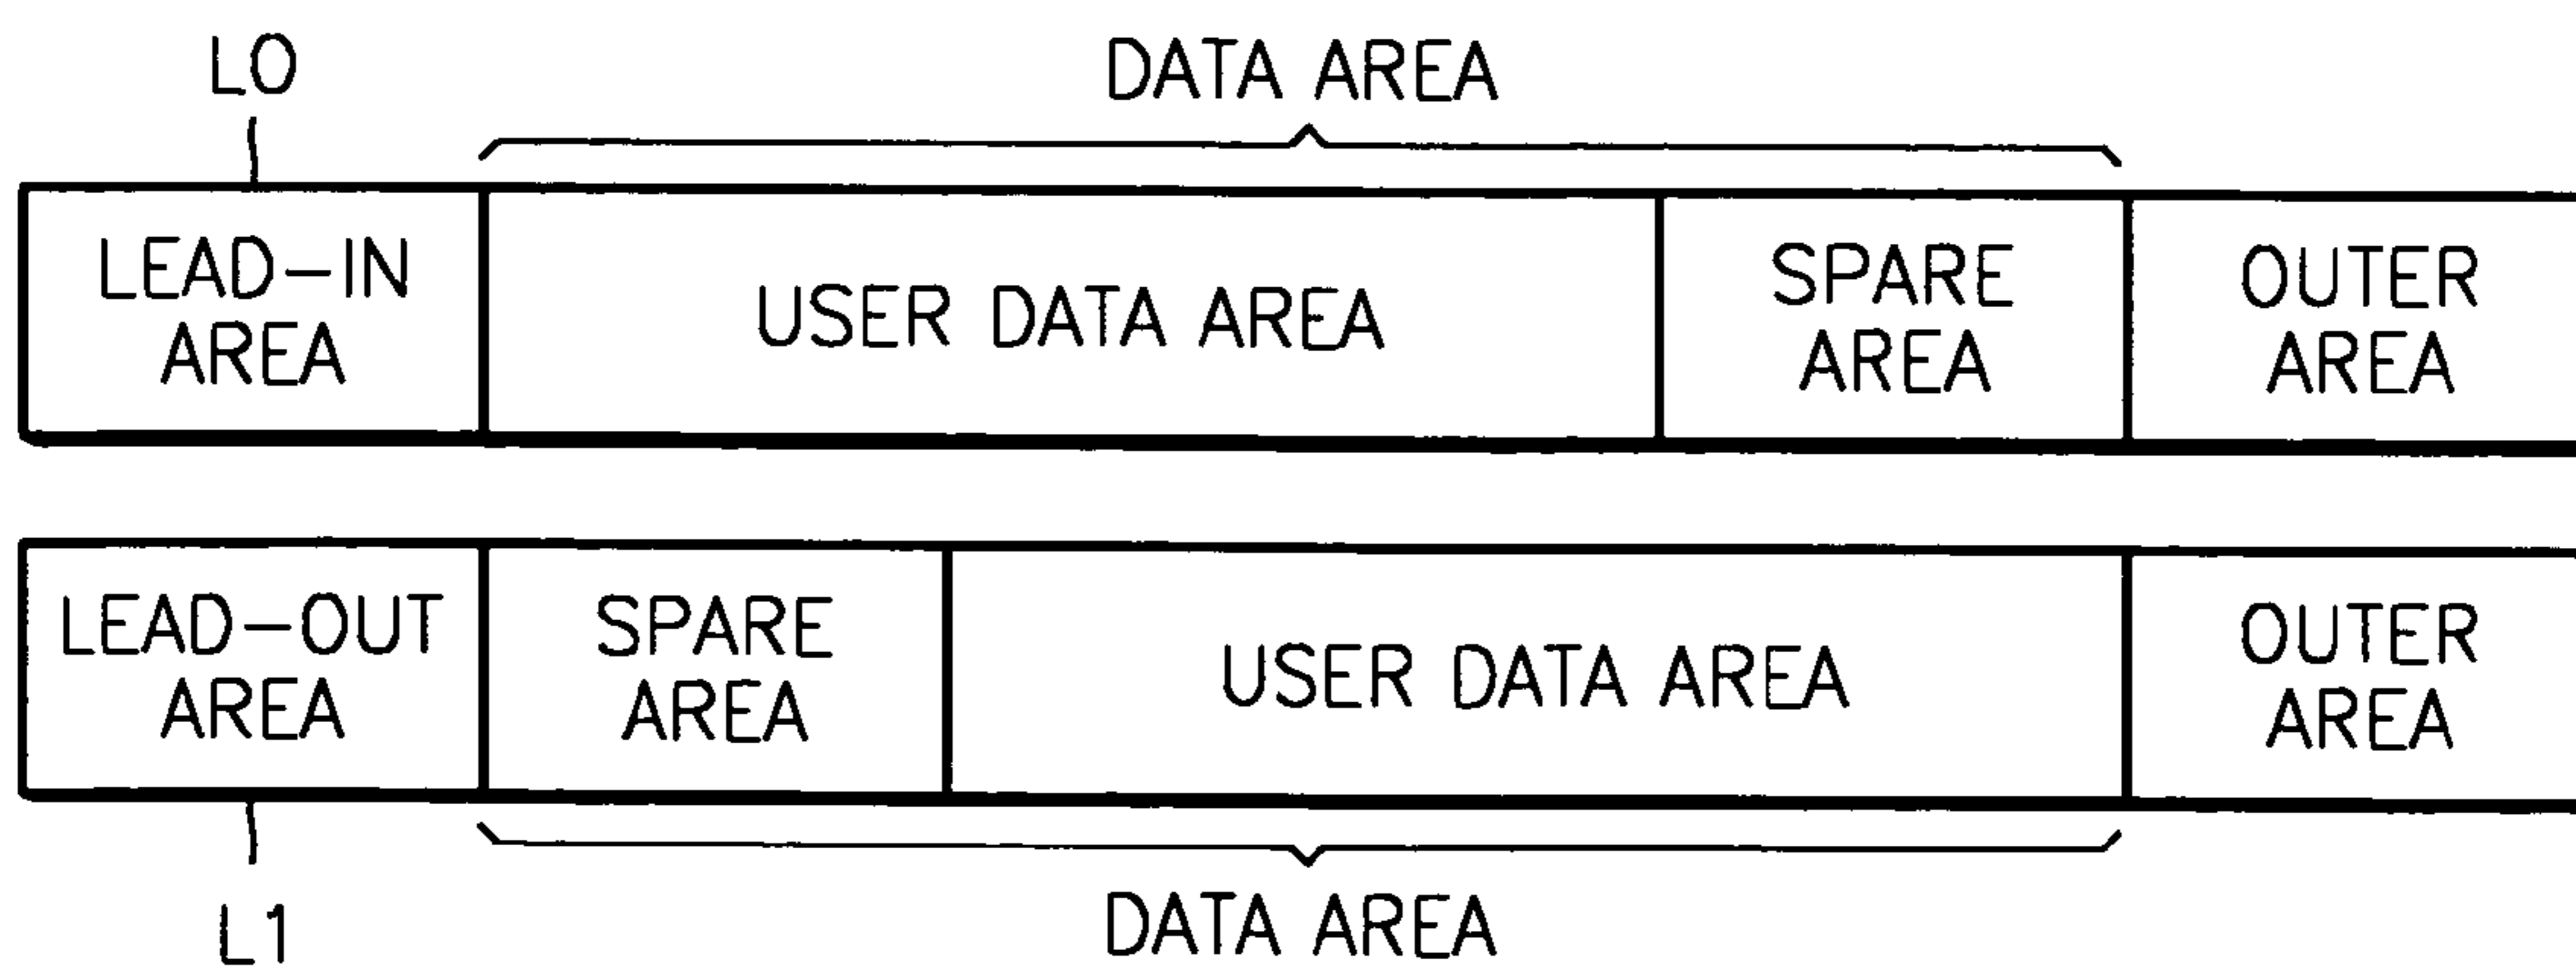 L0
DATA AREA
LEAD-IN
AREA
USER DATA AREA
SPARE
AREA
OUTER
AREA
LEAD-OUT
AREA
SPARE
AREA
USER DATA AREA
OUTER
AREA
L1
DATA AREA